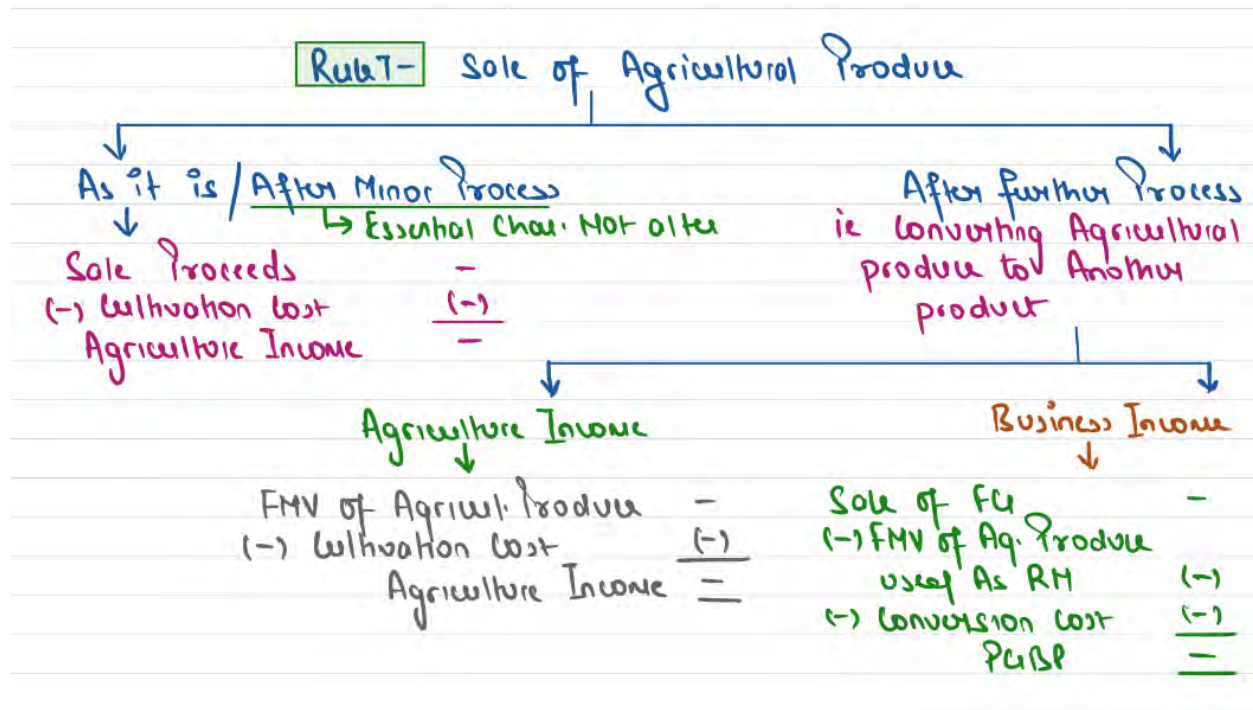 Rule 7- Sale of Agricultural Produce
As it is / After Minor Process
↳ Essential Char. Not alter
Sale Proceeds -
(-) Cultivation Cost (-)
Agriculture Income =
After further Process
ie Converting Agricultural
produce to Another
product
Agriculture Income
FMV of Agricul. Produce -
(-) Cultivation Cost (-)
Agriculture Income =
Business Income
Sale of FG -
(-) FMV of Ag. Produce
used As RM (-)
(-) Conversion Cost (-)
PGBP =